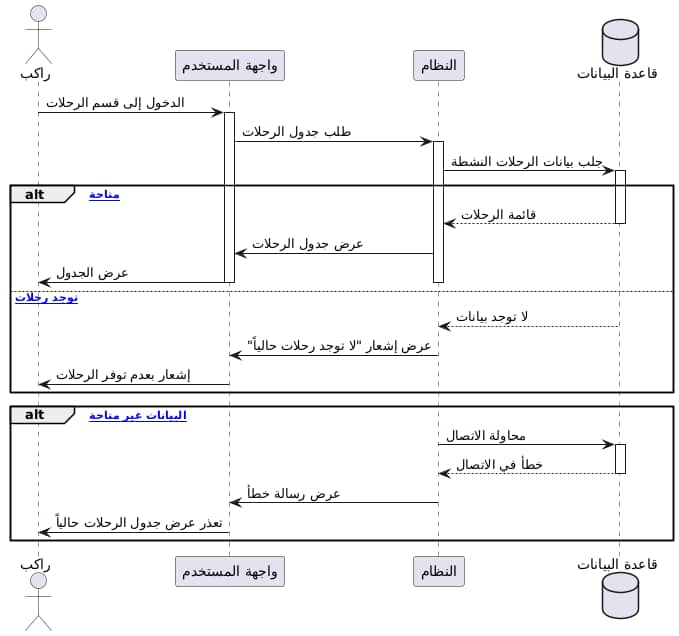 راكب
واجهة المستخدم
النظام
قاعدة البيانات
الدخول إلى قسم الرحلات
طلب جدول الرحلات
جلب بيانات الرحلات النشطة
alt
متاحة
قائمة الرحلات
عرض جدول الرحلات
عرض الجدول
توجد رحلات
لا توجد بيانات
عرض إشعار "لا توجد رحلات حالياً"
إشعار بعدم توفر الرحلات
alt
البيانات غير متاحة
محاولة الاتصال
خطأ في الاتصال
عرض رسالة خطأ
تعذر عرض جدول الرحلات حالياً
راكب
واجهة المستخدم
النظام
قاعدة البيانات